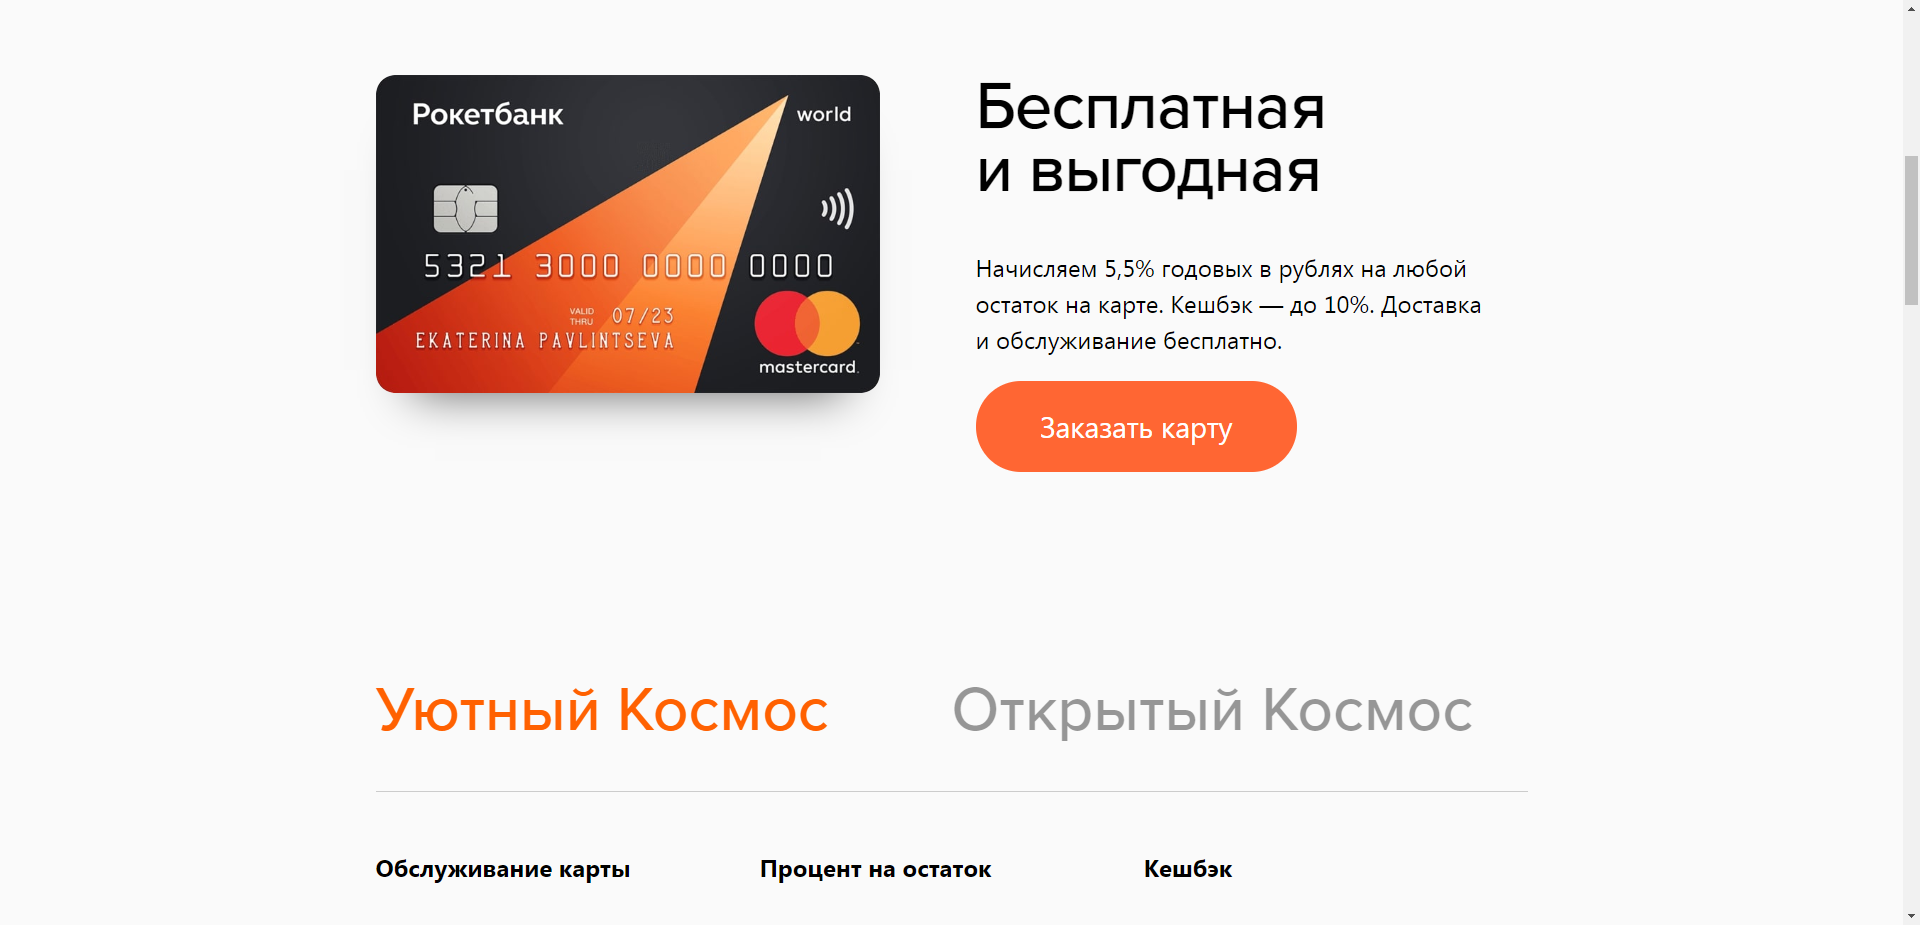 Рокетбанк
world
5321 3000 0000 0000
VALID
THRU
07/23
EKATERINA PAVLINTSEVA
mastercard.
Бесплатная
и выгодная
Начисляем 5,5% годовых в рублях на любой
остаток на карте. Кешбэк — до 10%. Доставка
и обслуживание бесплатно.
Заказать карту
Уютный Космос
Открытый Космос
Обслуживание карты
Процент на остаток
Кешбэк